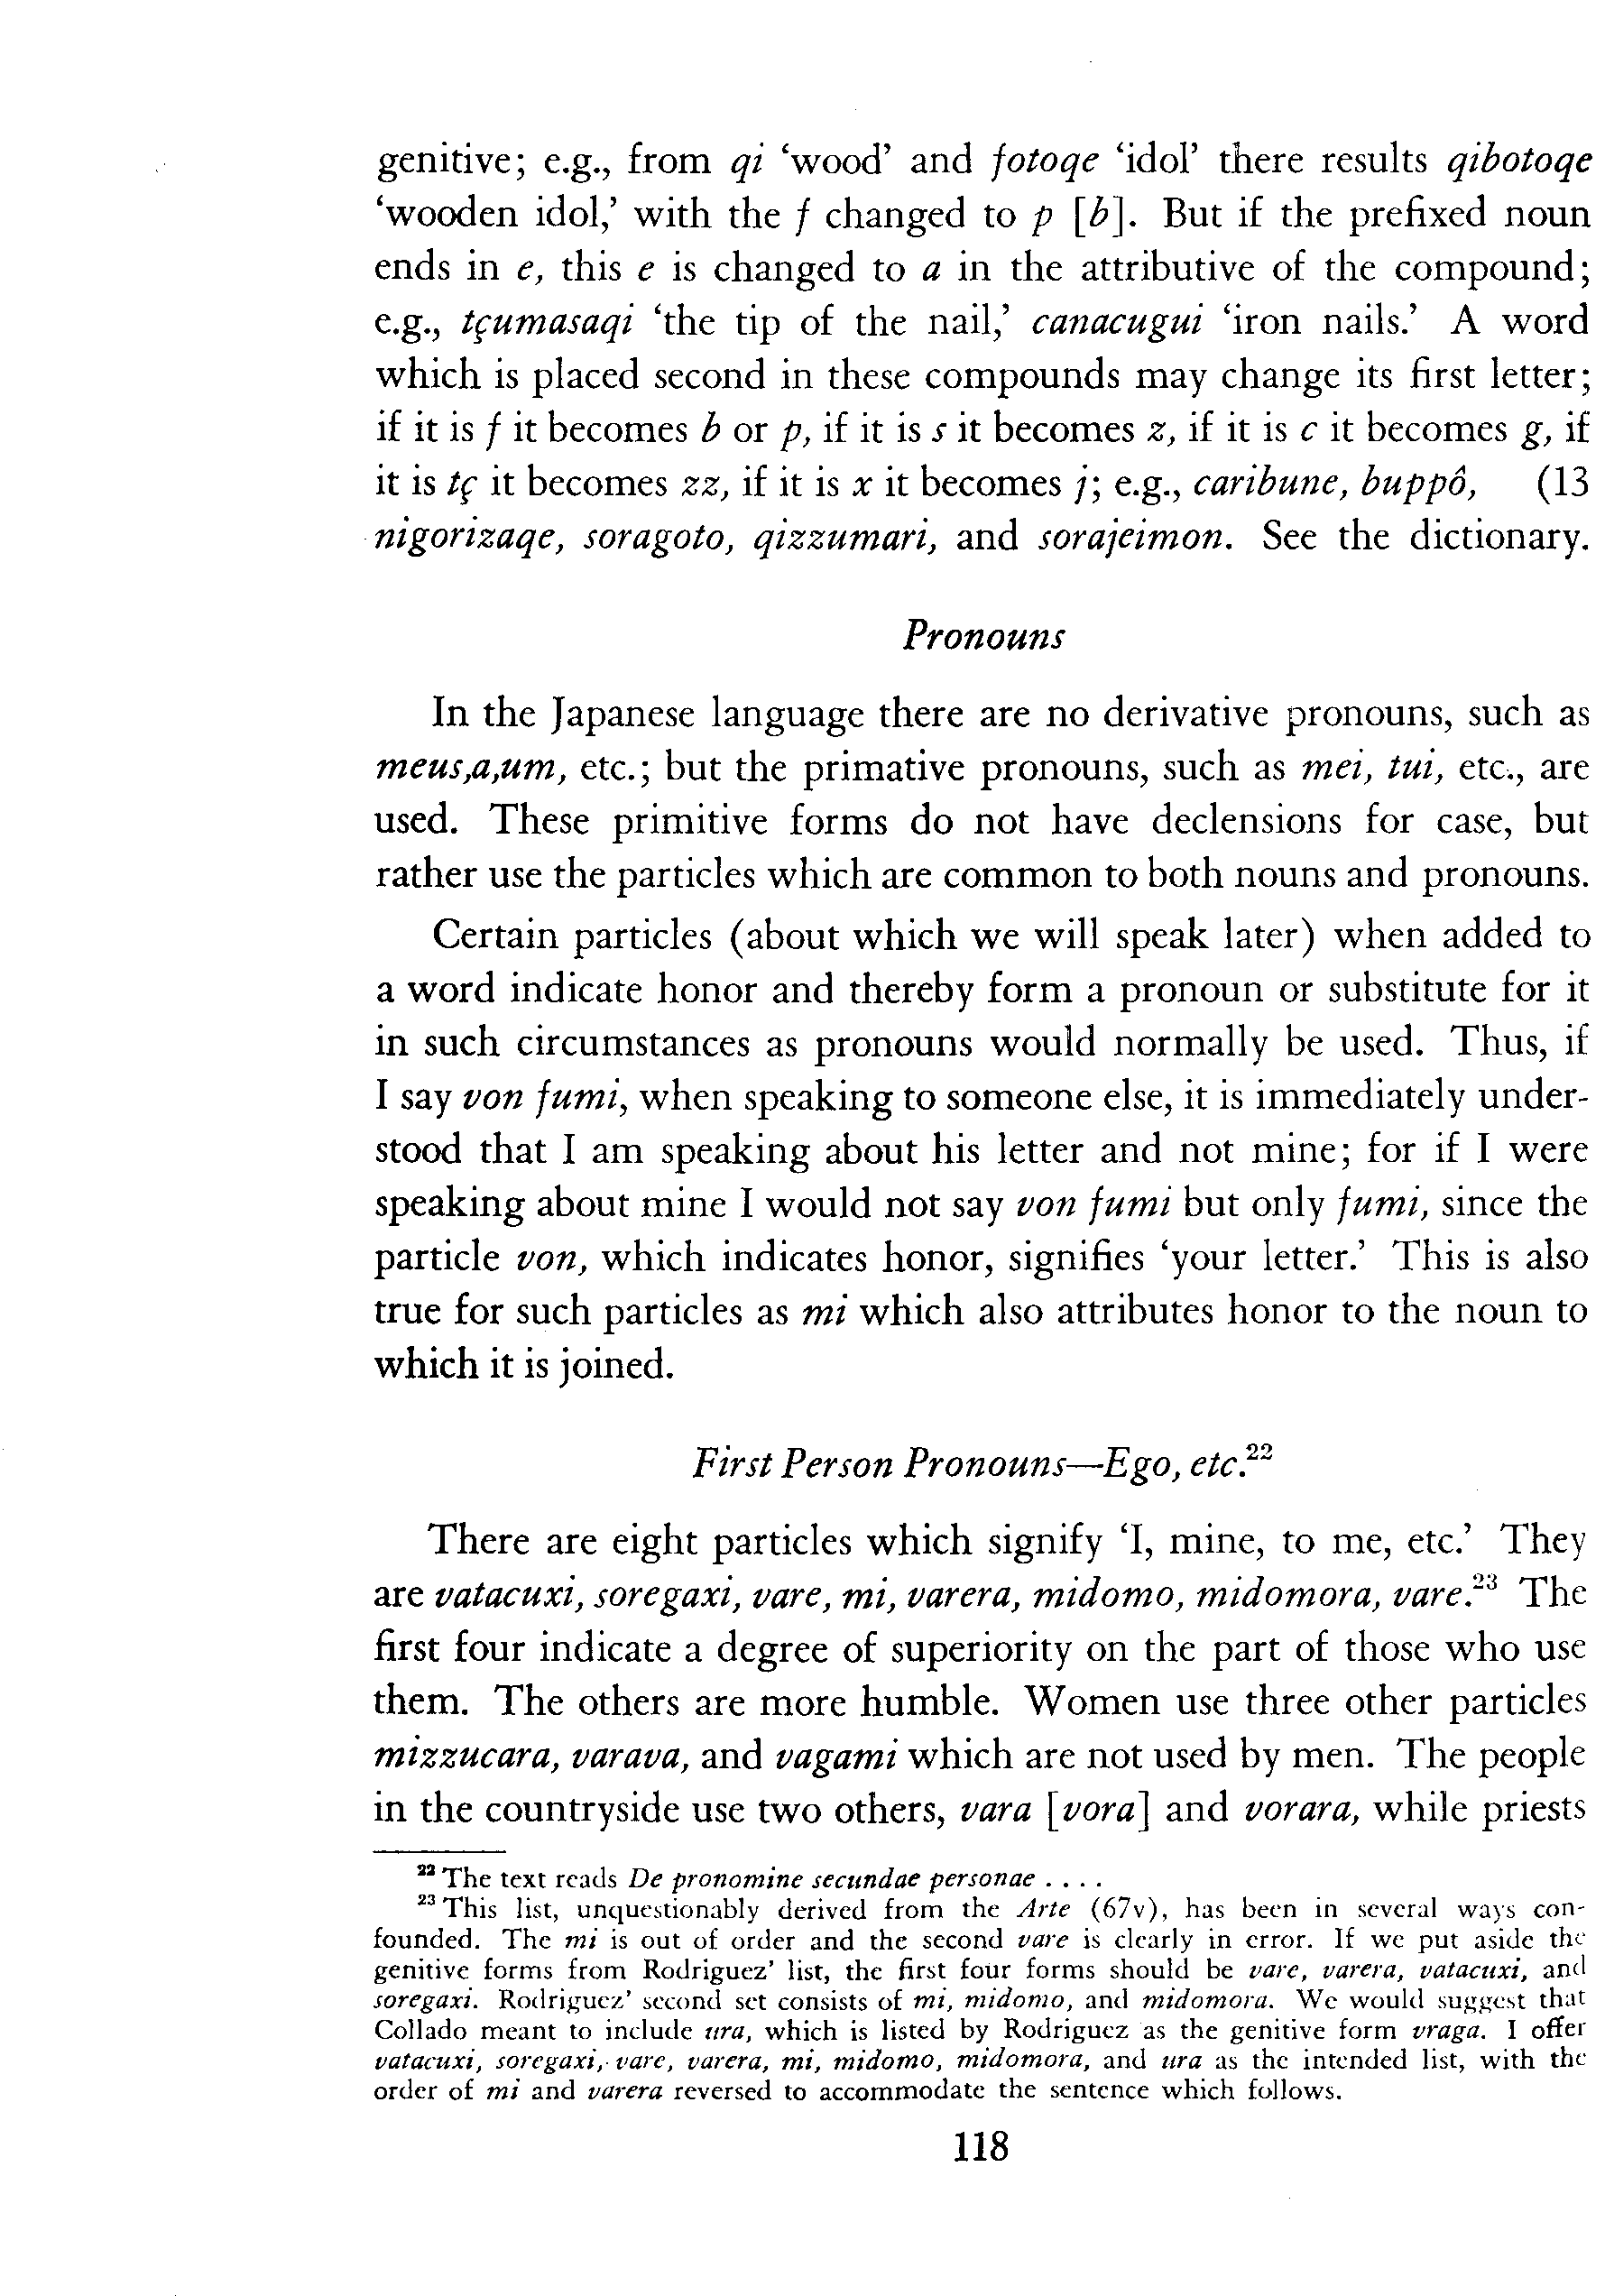 genitive; e.g., from qi ‘wood’ and fotoqe ‘idol’ there results qibotoqe
‘wooden idol,’ with the f changed to p [b]. But if the prefixed noun
ends in e, this e is changed to a in the attributive of the compound;
e.g., tçumasaqi ‘the tip of the nail,’ canacugui ‘iron nails.’ A word
which is placed second in these compounds may change its first letter;
if it is f it becomes b or p, if it is s it becomes z, if it is c it becomes g, if
it is tç it becomes zz, if it is x it becomes j; e.g., caribune, buppô, (13
nigorizaqe, soragoto, qizzumari, and sorajeimon. See the dictionary.
Pronouns
In the Japanese language there are no derivative pronouns, such as
meus,a,um, etc.; but the primative pronouns, such as mei, tui, etc., are
used. These primitive forms do not have declensions for case, but
rather use the particles which are common to both nouns and pronouns.
Certain particles (about which we will speak later) when added to
a word indicate honor and thereby form a pronoun or substitute for it
in such circumstances as pronouns would normally be used. Thus, if
I say von fumi, when speaking to someone else, it is immediately under-
stood that I am speaking about his letter and not mine; for if I were
speaking about mine I would not say von fumi but only fumi, since the
particle von, which indicates honor, signifies ‘your letter.’ This is also
true for such particles as mi which also attributes honor to the noun to
which it is joined.
First Person Pronouns—Ego, etc.²²
There are eight particles which signify ‘I, mine, to me, etc.’ They
are vatacuxi, soregaxi, vare, mi, varera, midomo, midomora, vare.²³ The
first four indicate a degree of superiority on the part of those who use
them. The others are more humble. Women use three other particles
mizzucara, varava, and vagami which are not used by men. The people
in the countryside use two others, vara [vora] and vorara, while priests
²² The text reads De pronomine secundae personae . . . .
²³ This list, unquestionably derived from the Arte (67v), has been in several ways con-
founded. The mi is out of order and the second vare is clearly in error. If we put aside the
genitive forms from Rodriguez’ list, the first four forms should be vare, varera, vatacuxi, and
soregaxi. Rodriguez’ second set consists of mi, midomo, and midomora. We would suggest that
Collado meant to include ura, which is listed by Rodriguez as the genitive form vraga. I offer
vatacuxi, soregaxi, vare, varera, mi, midomo, midomora, and ura as the intended list, with the
order of mi and varera reversed to accommodate the sentence which follows.
118